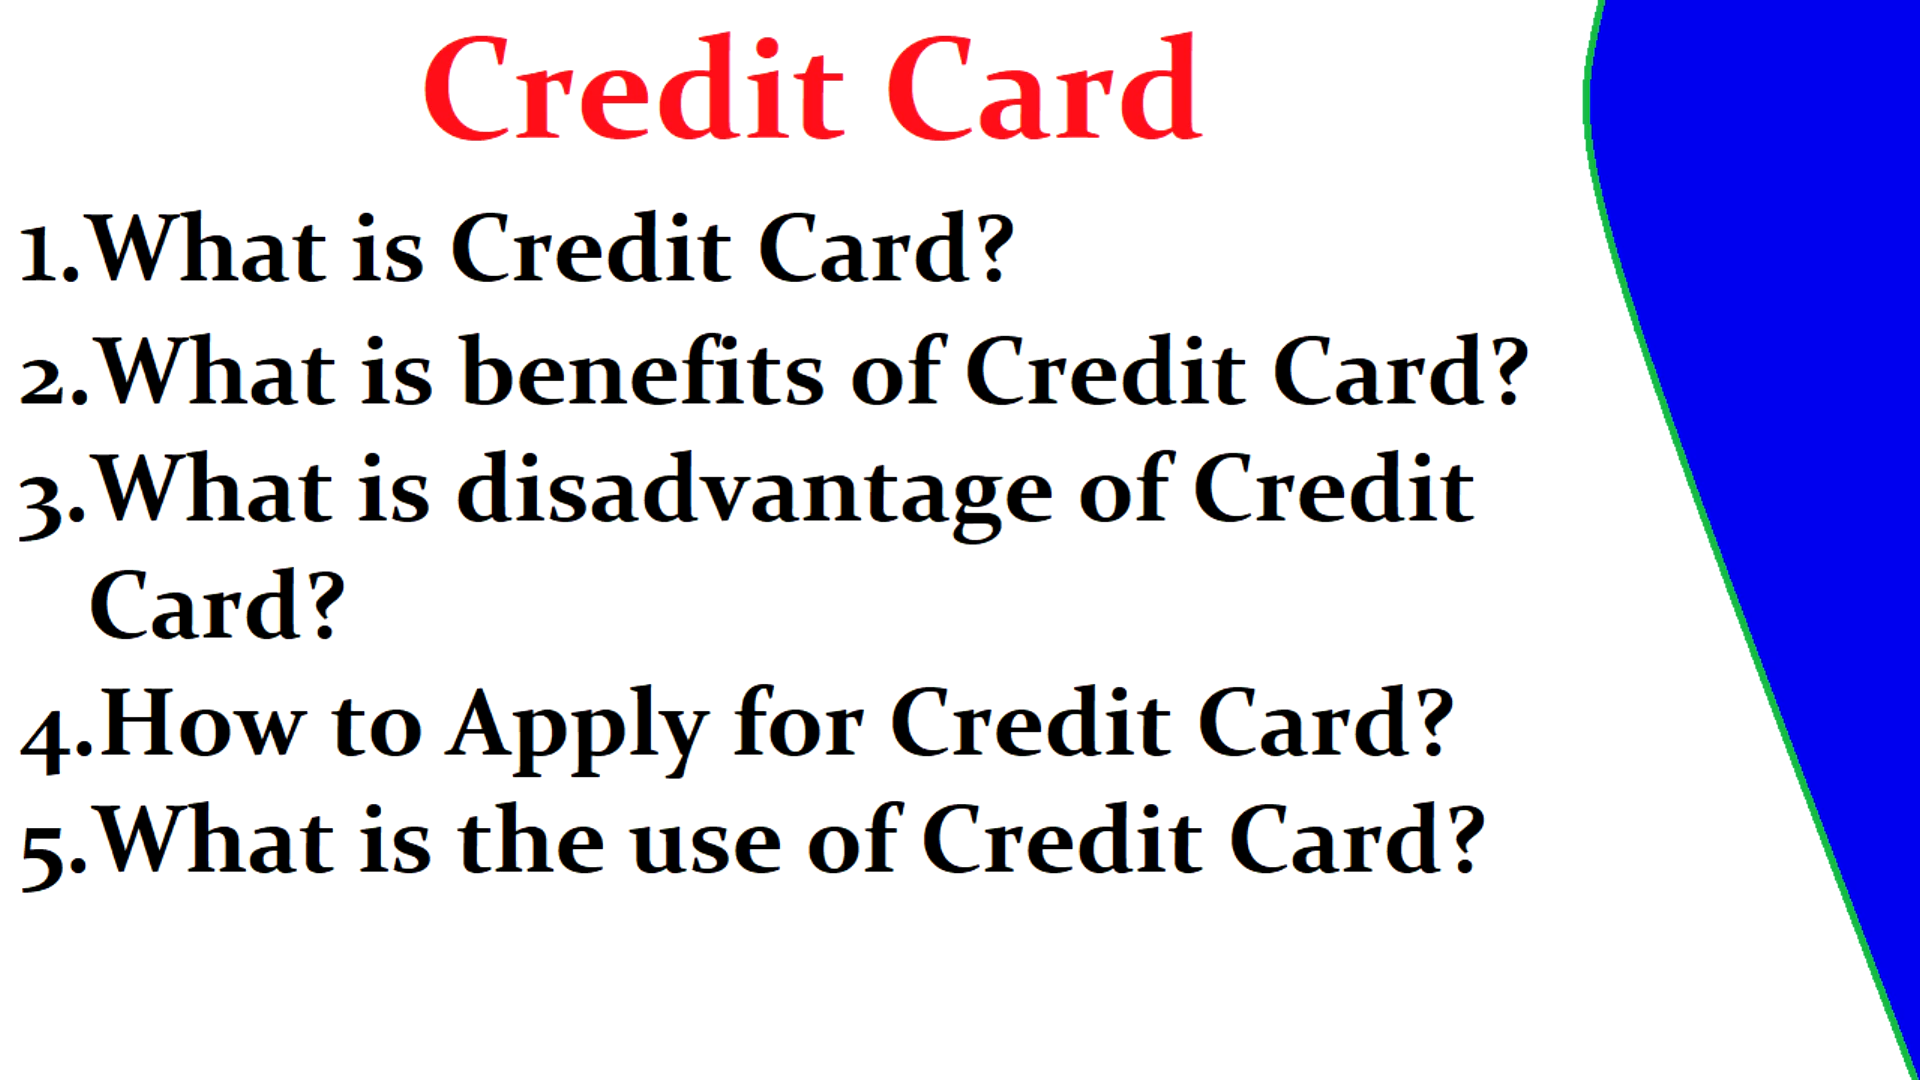 Credit Card
1.What is Credit Card?
2.What is benefits of Credit Card?
3.What is disadvantage of Credit
Card?
4.How to Apply for Credit Card?
5.What is the use of Credit Card?